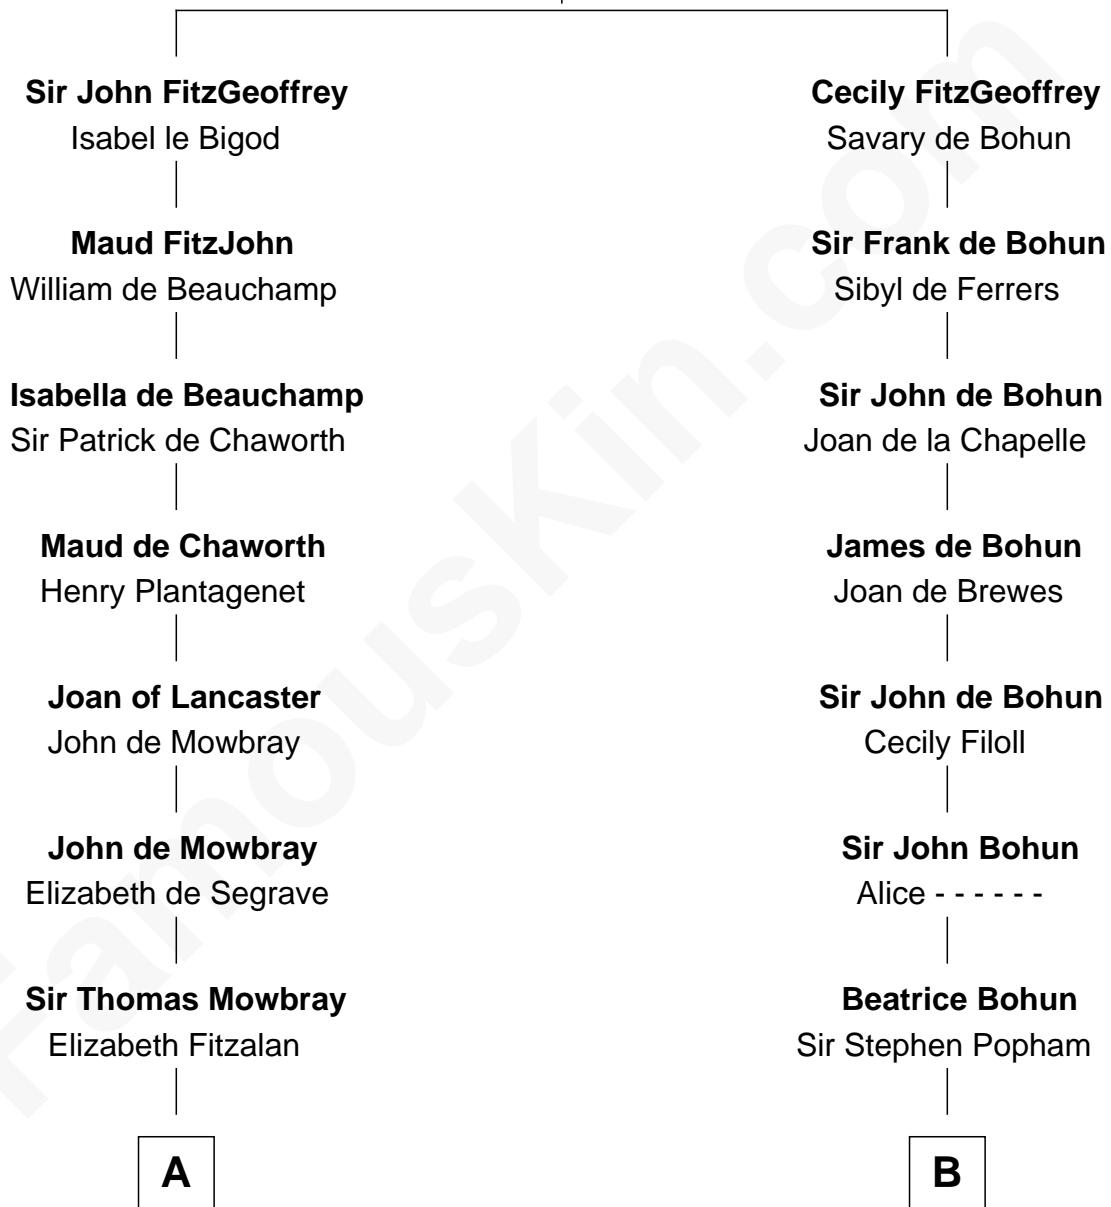 Sir John FitzGeoffrey
Isabel le Bigod
Maud FitzJohn
William de Beauchamp
Isabella de Beauchamp
Sir Patrick de Chaworth
Maud de Chaworth
Henry Plantagenet
Joan of Lancaster
John de Mowbray
John de Mowbray
Elizabeth de Segrave
Sir Thomas Mowbray
Elizabeth Fitzalan
A
Cecily FitzGeoffrey
Savary de Bohun
Sir Frank de Bohun
Sibyl de Ferrers
Sir John de Bohun
Joan de la Chapelle
James de Bohun
Joan de Brewes
Sir John de Bohun
Cecily Filoll
Sir John Bohun
Alice - - - - - -
Beatrice Bohun
Sir Stephen Popham
B
FamousKin.com